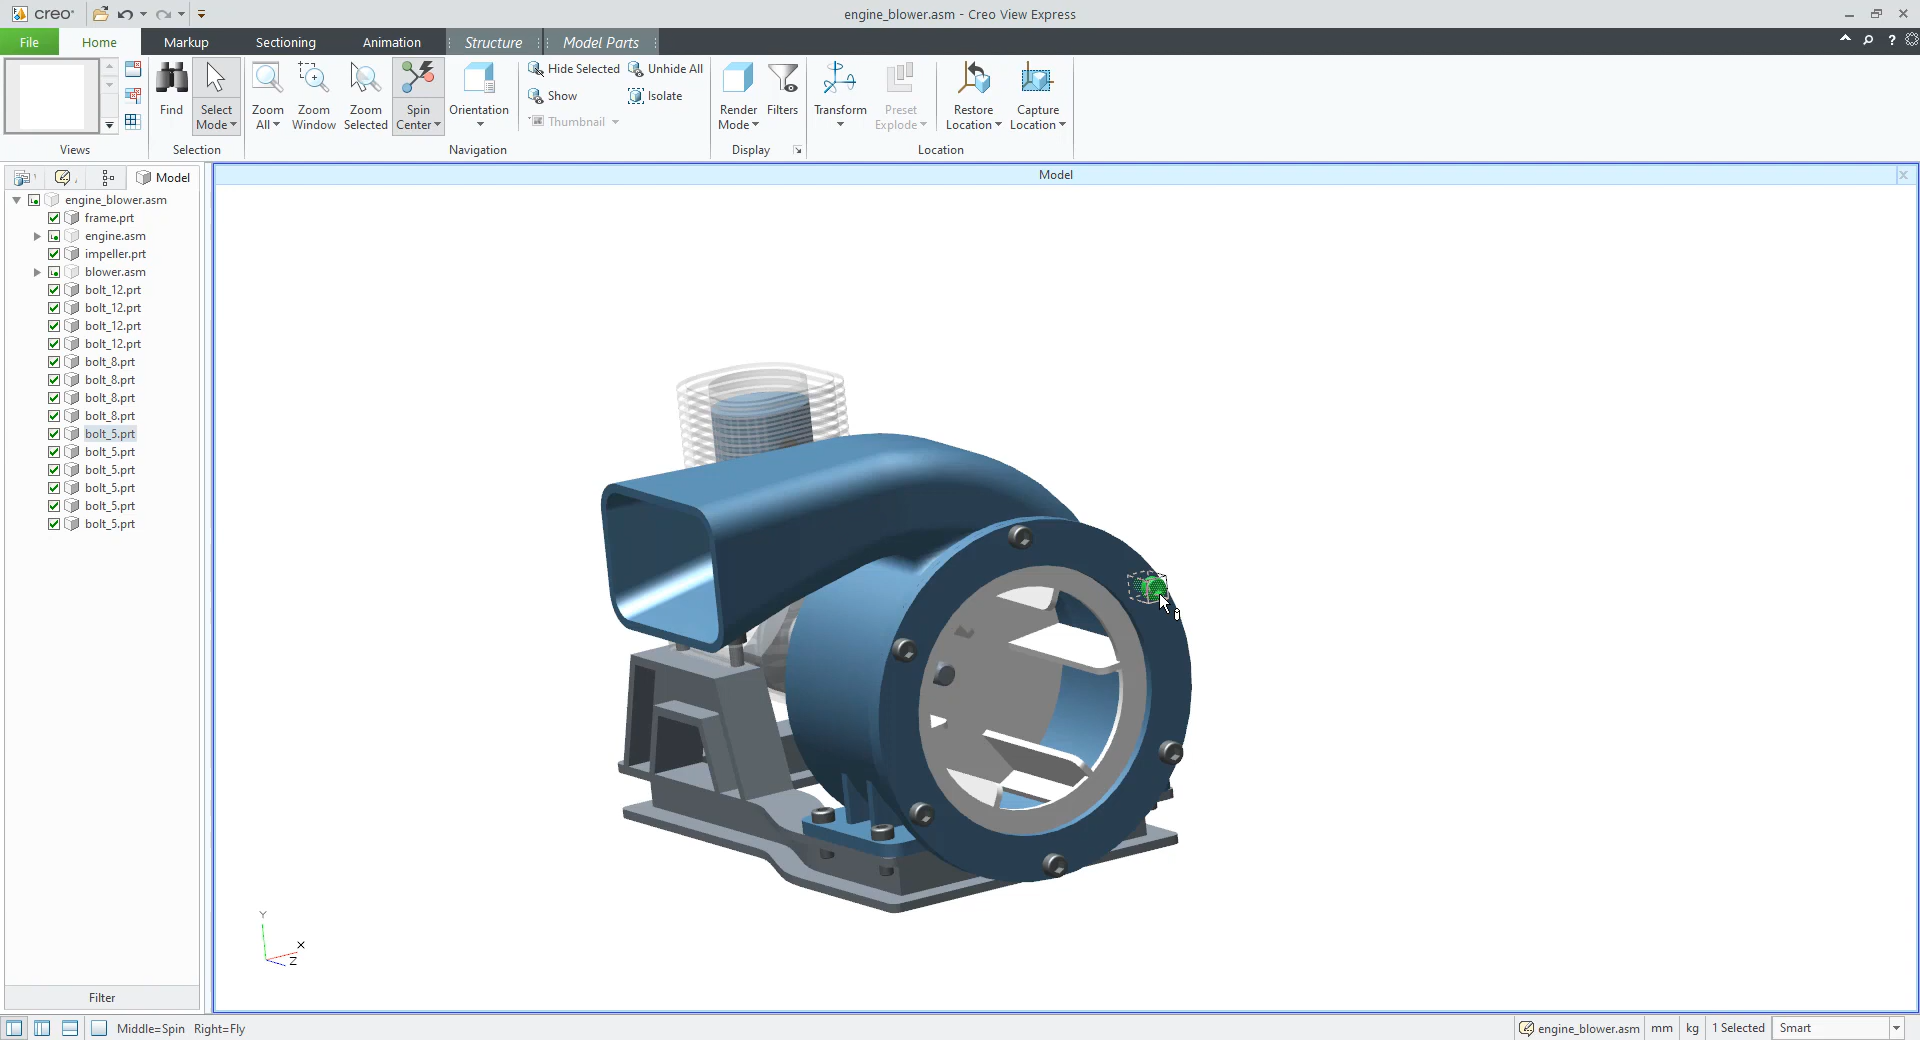 creo
engine_blower.asm - Creo View Express
File
Home
Markup
Sectioning
Animation
Structure
Model Parts
?
Find
Select
Mode
Zoom
All
Zoom
Window
Zoom
Selected
Spin
Center
Orientation
Hide Selected
Unhide All
Show
Isolate
Thumbnail
Render
Mode
Filters
Transform
Preset
Explode
Restore
Location
Capture
Location
Views
Selection
Navigation
Display
Location
Model
Model
engine_blower.asm
frame.prt
engine.asm
impeller.prt
blower.asm
bolt_12.prt
bolt_12.prt
bolt_12.prt
bolt_12.prt
bolt_8.prt
bolt_8.prt
bolt_8.prt
bolt_8.prt
bolt_5.prt
bolt_5.prt
bolt_5.prt
bolt_5.prt
bolt_5.prt
bolt_5.prt
Y
X
Z
Filter
Middle=Spin Right=Fly
engine_blower.asm
mm
kg
1 Selected
Smart